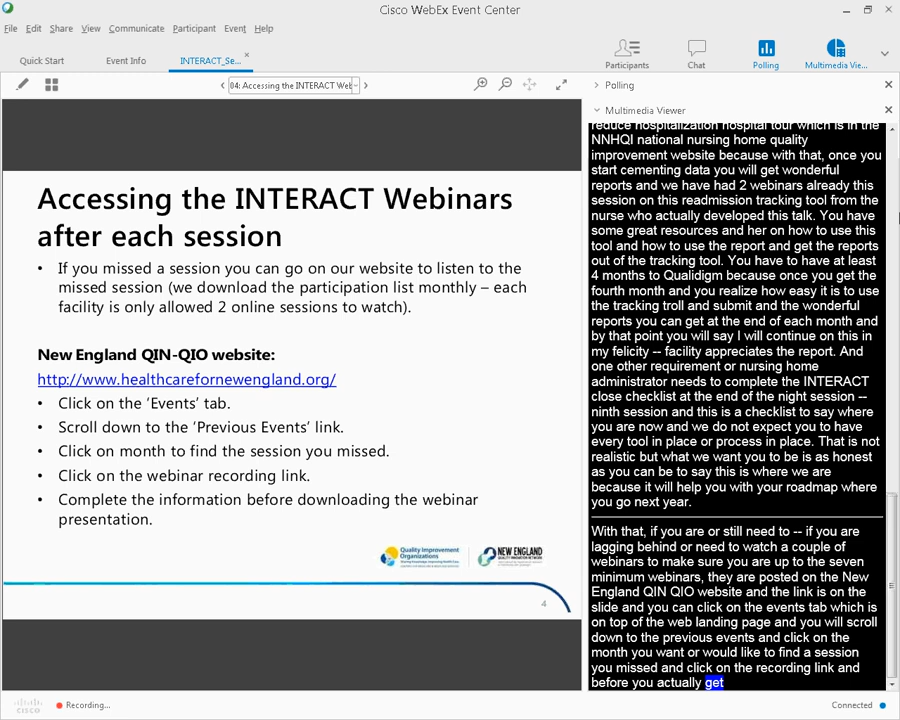 Cisco WebEx Event Center
File Edit Share View Communicate Participant Event Help
Quick Start Event Info INTERACT_Se...
Participants Chat Polling Multimedia Vie...
04: Accessing the INTERACT Wel
Polling
Multimedia Viewer
Accessing the INTERACT Webinars
after each session
• If you missed a session you can go on our website to listen to the
missed session (we download the participation list monthly – each
facility is only allowed 2 online sessions to watch).
New England QIN-QIO website:
http://www.healthcarefornewengland.org/
• Click on the ‘Events’ tab.
• Scroll down to the ‘Previous Events’ link.
• Click on month to find the session you missed.
• Click on the webinar recording link.
• Complete the information before downloading the webinar
presentation.
Quality Improvement
Organizations
NEW ENGLAND
4
reduce hospitalization hospital tour which is in the
NNHQI national nursing home quality
improvement website because with that, once you
start cementing data you will get wonderful
reports and we have had 2 webinars already this
session on this readmission tracking tool from the
nurse who actually developed this talk. You have
some great resources and her on how to use this
tool and how to use the report and get the reports
out of the tracking tool. You have to have at least
4 months to Qualidigm because once you get the
fourth month and you realize how easy it is to use
the tracking troll and submit and the wonderful
reports you can get at the end of each month and
by that point you will say I will continue on this in
my felicity -- facility appreciates the report. And
one other requirement or nursing home
administrator needs to complete the INTERACT
close checklist at the end of the night session --
ninth session and this is a checklist to say where
you are now and we do not expect you to have
every tool in place or process in place. That is not
realistic but what we want you to be is as honest
as you can be to say this is where we are
because it will help you with your roadmap where
you go next year.
With that, if you are or still need to -- if you are
lagging behind or need to watch a couple of
webinars to make sure you are up to the seven
minimum webinars, they are posted on the New
England QIN QIO website and the link is on the
slide and you can click on the events tab which is
on top of the web landing page and you will scroll
down to the previous events and click on the
month you want or would like to find a session
you missed and click on the recording link and
before you actually get
cisco
Recording...
Connected